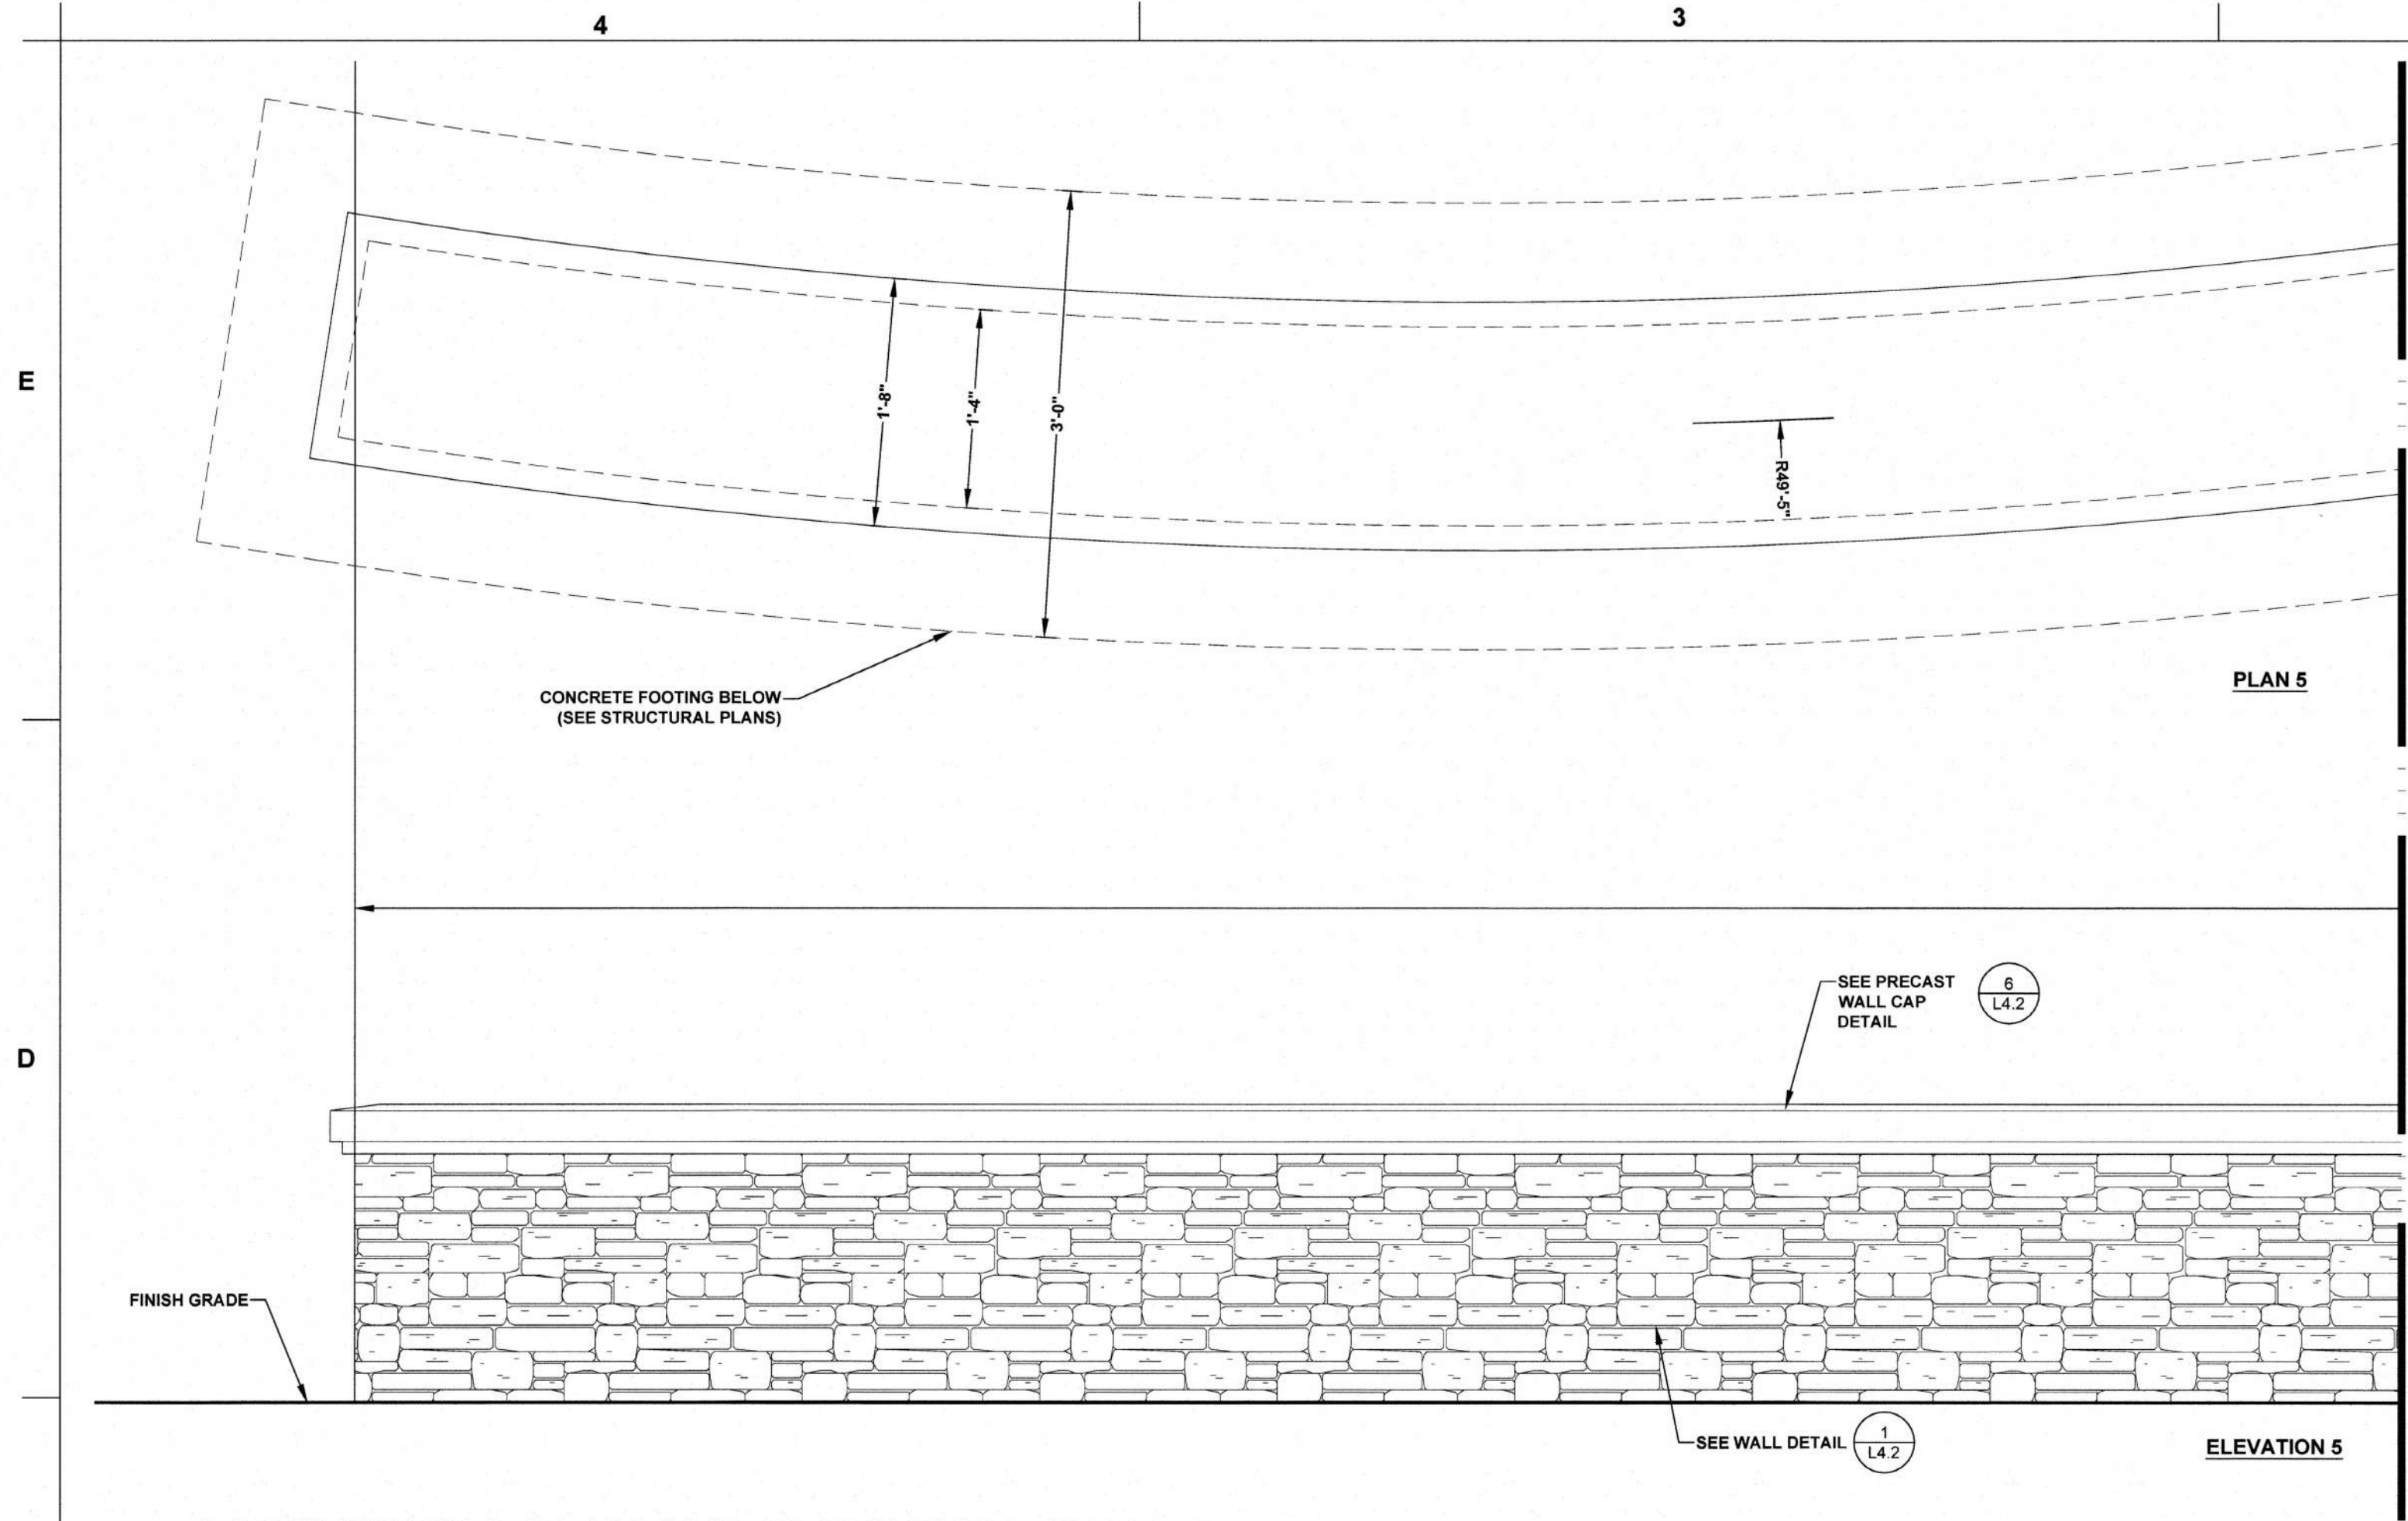 4
3
E
1'-8"
1'-4"
3'-0"
R49'-5"
PLAN 5
CONCRETE FOOTING BELOW
(SEE STRUCTURAL PLANS)
D
SEE PRECAST
WALL CAP
DETAIL
6
L4.2
FINISH GRADE
SEE WALL DETAIL
1
L4.2
ELEVATION 5